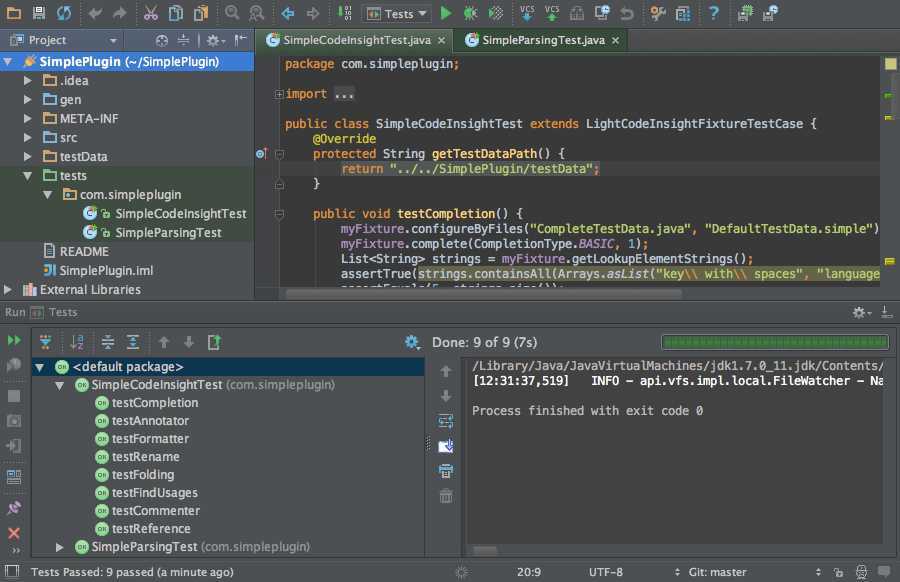 Tests
Project
SimpleCodeInsightTest.java
SimpleParsingTest.java
SimplePlugin (~/SimplePlugin)
.idea
gen
META-INF
src
testData
tests
com.simpleplugin
SimpleCodeInsightTest
SimpleParsingTest
README
SimplePlugin.iml
External Libraries
package com.simpleplugin;
import ...
public class SimpleCodeInsightTest extends LightCodeInsightFixtureTestCase {
@Override
protected String getTestDataPath() {
return "../../SimplePlugin/testData";
}
public void testCompletion() {
myFixture.configureByFiles("CompleteTestData.java", "DefaultTestData.simple")
myFixture.complete(CompletionType.BASIC, 1);
List<String> strings = myFixture.getLookupElementStrings();
assertTrue(strings.containsAll(Arrays.asList("key\\ with\\ spaces", "language
Run Tests
Done: 9 of 9 (7s)
<default package>
SimpleCodeInsightTest (com.simpleplugin)
testCompletion
testAnnotator
testFormatter
testRename
testFolding
testFindUsages
testCommenter
testReference
SimpleParsingTest (com.simpleplugin)
/Library/Java/JavaVirtualMachines/jdk1.7.0_11.jdk/Contents/
[12:31:37,519] INFO - api.vfs.impl.local.FileWatcher - Na
Process finished with exit code 0
Tests Passed: 9 passed (a minute ago)
20:9
UTF-8
Git: master